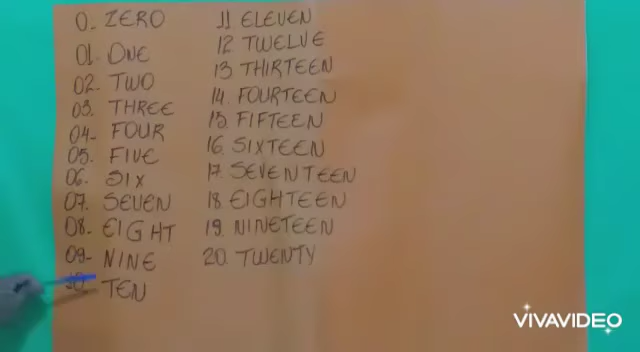 0. ZERO
01. ONE
02. TWO
03. THREE
04- FOUR
05. FIVE
06. SIX
07. SEVEN
08- EIGHT
09- NINE
10- TEN
11 ELEVEN
12 TWELVE
13 THIRTEEN
14. FOURTEEN
15. FIFTEEN
16 SIXTEEN
17. SEVENTEEN
18 EIGHTEEN
19. NINETEEN
20. TWENTY
VIVAVIDEO